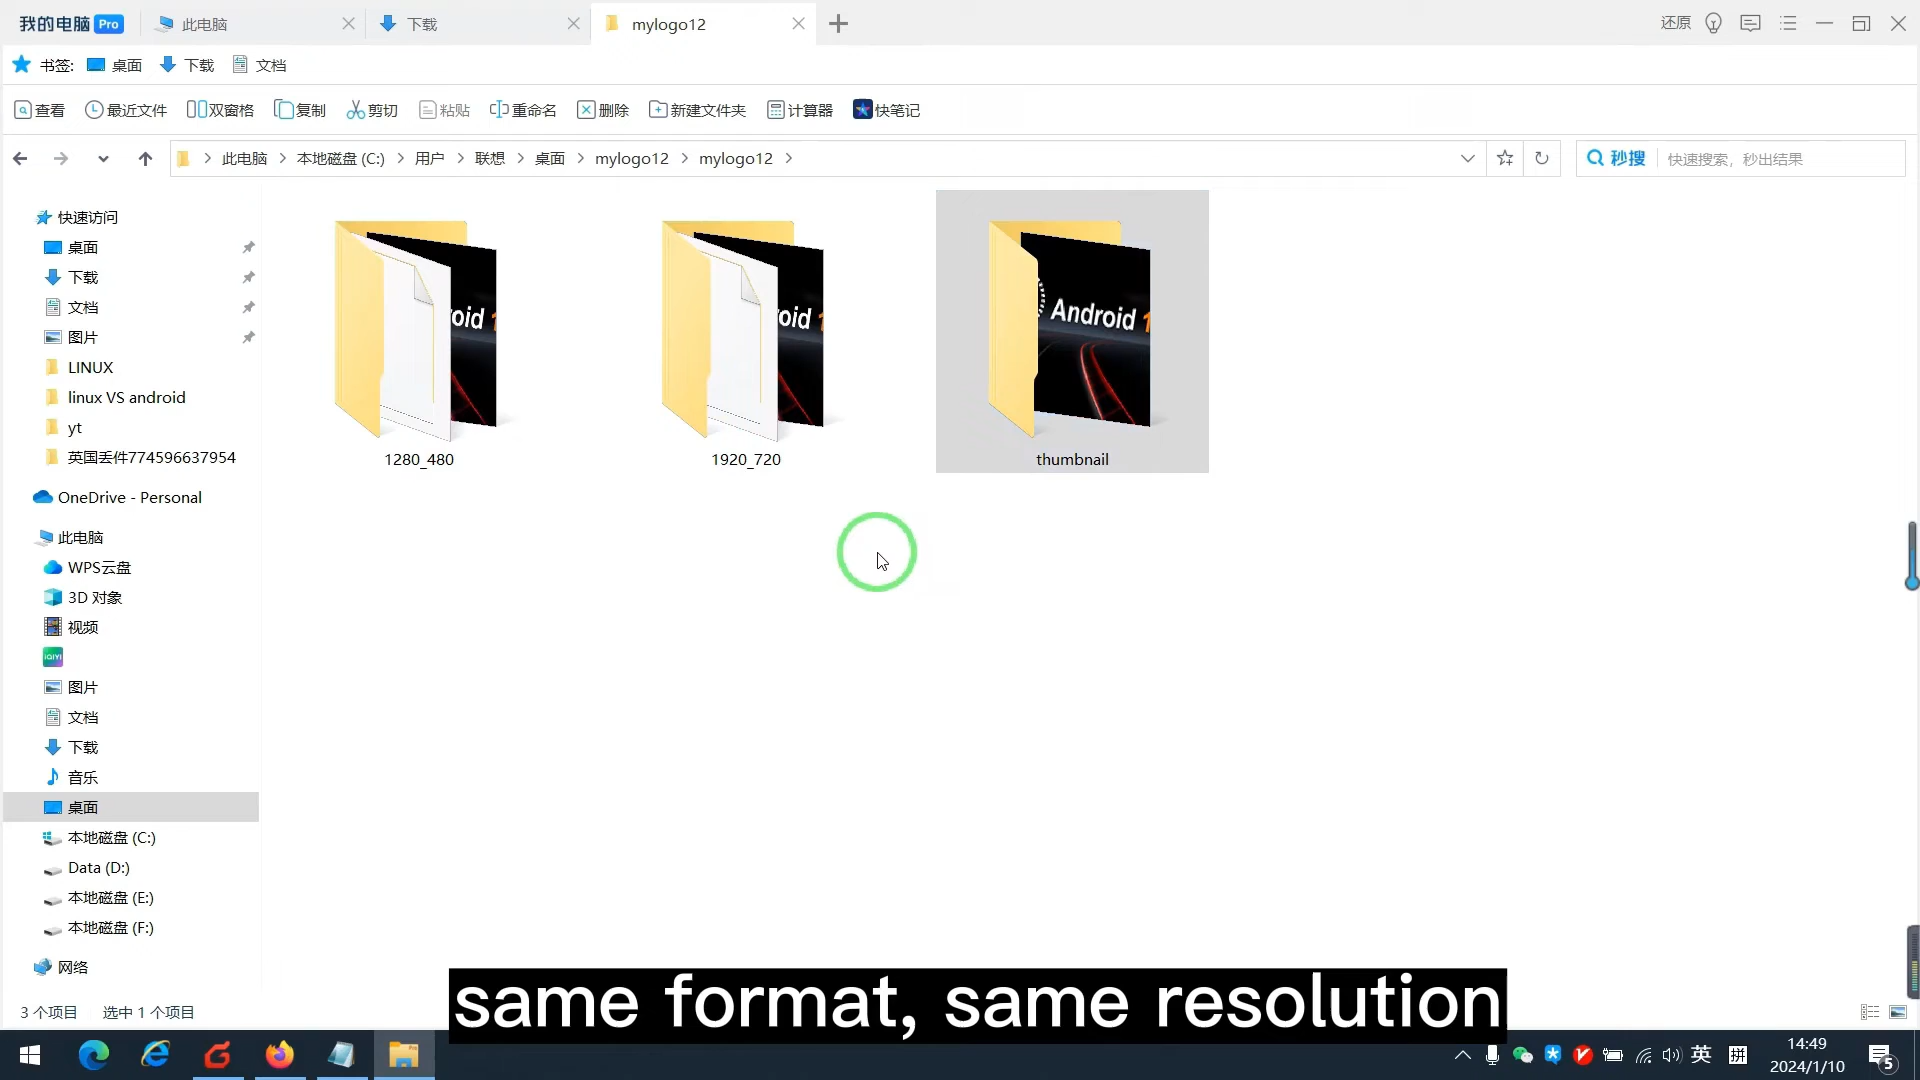 我的电脑 Pro
此电脑
下载
mylogo12
还原
书签:
桌面
下载
文档
查看
最近文件
双窗格
复制
剪切
粘贴
重命名
删除
新建文件夹
计算器
快笔记
此电脑
本地磁盘 (C:)
用户
联想
桌面
mylogo12
mylogo12
秒搜
快速搜索，秒出结果
快速访问
桌面
下载
文档
图片
LINUX
linux VS android
yt
英国丢件774596637954
OneDrive - Personal
此电脑
WPS云盘
3D 对象
视频
iQIYI
图片
文档
下载
音乐
桌面
本地磁盘 (C:)
Data (D:)
本地磁盘 (E:)
本地磁盘 (F:)
网络
oid 1
1280_480
oid 1
1920_720
Android 1
thumbnail
3 个项目
选中 1 个项目
same format, same resolution
英
拼
14:49
2024/1/10
5